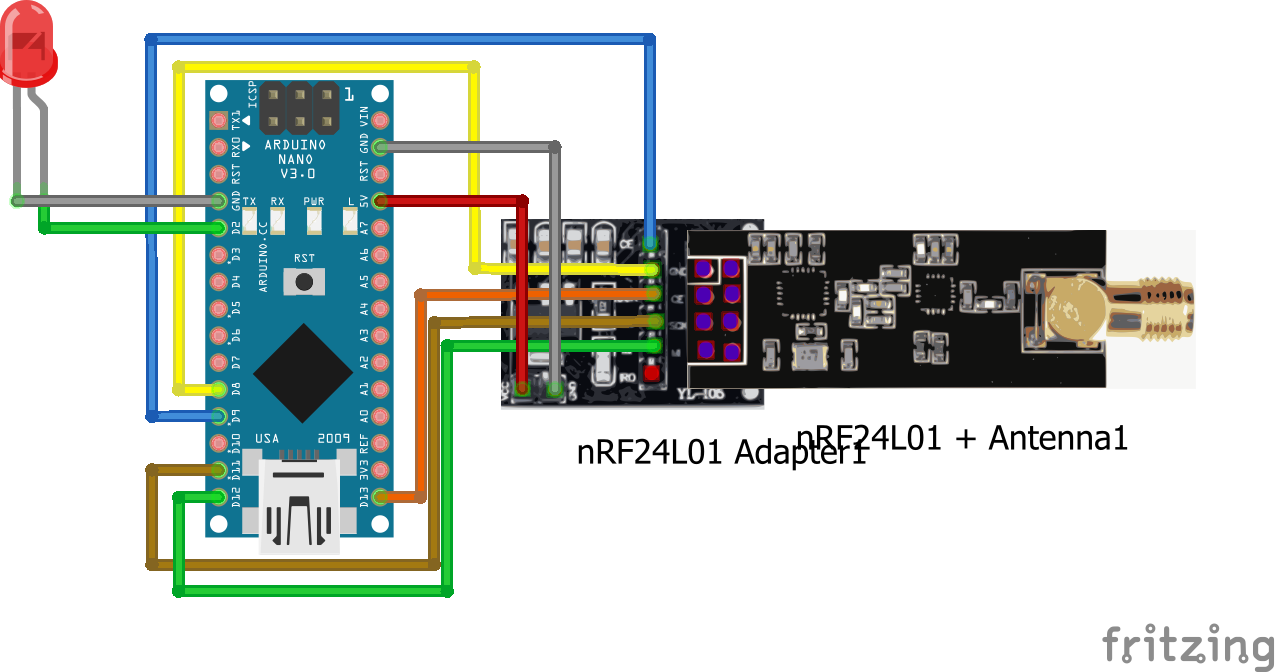 ICSP
1
TX1
RX0
RST
GND
D2
D3
D4
D5
D6
D7
D8
D9
D10
D11
D12
VIN
GND
RST
5V
A7
A6
A5
A4
A3
A2
A1
A0
REF
3V3
D13
ARDUINO
NANO
V3.0
TX RX PWR L
ARDUINO.CC
RST
USA 2009
CE
IRQ
VCC
YL-105
nRF24L01 Adapter1
nRF24L01 + Antenna1
fritzing